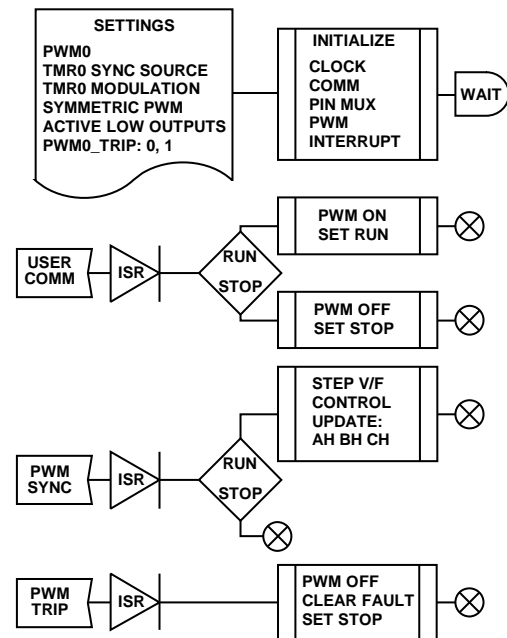 SETTINGS
PWM0
TMR0 SYNC SOURCE
TMR0 MODULATION
SYMMETRIC PWM
ACTIVE LOW OUTPUTS
PWM0_TRIP: 0, 1
INITIALIZE
CLOCK
COMM
PIN MUX
PWM
INTERRUPT
WAIT
USER
COMM
ISR
RUN
STOP
PWM ON
SET RUN
PWM OFF
SET STOP
PWM
SYNC
ISR
RUN
STOP
STEP V/F
CONTROL
UPDATE:
AH BH CH
PWM
TRIP
ISR
PWM OFF
CLEAR FAULT
SET STOP